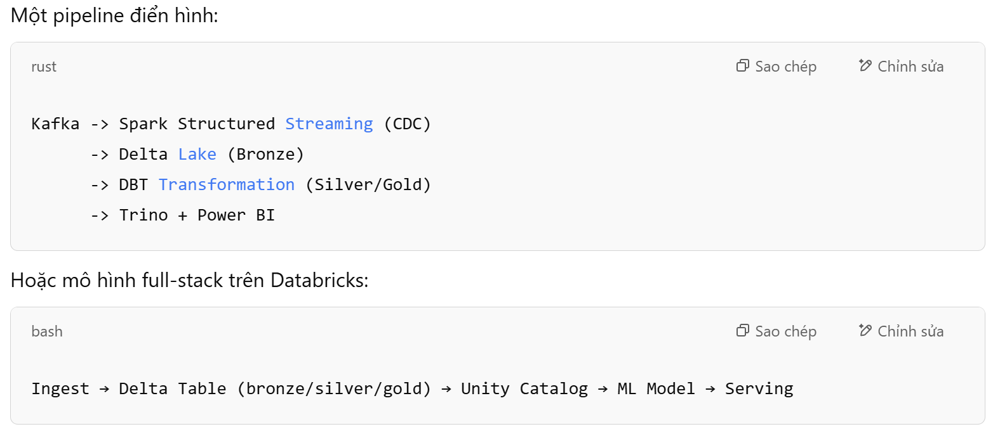 Một pipeline điển hình:
rust
Sao chép
Chỉnh sửa
Kafka -> Spark Structured Streaming (CDC)
-> Delta Lake (Bronze)
-> DBT Transformation (Silver/Gold)
-> Trino + Power BI
Hoặc mô hình full-stack trên Databricks:
bash
Sao chép
Chỉnh sửa
Ingest → Delta Table (bronze/silver/gold) → Unity Catalog → ML Model → Serving